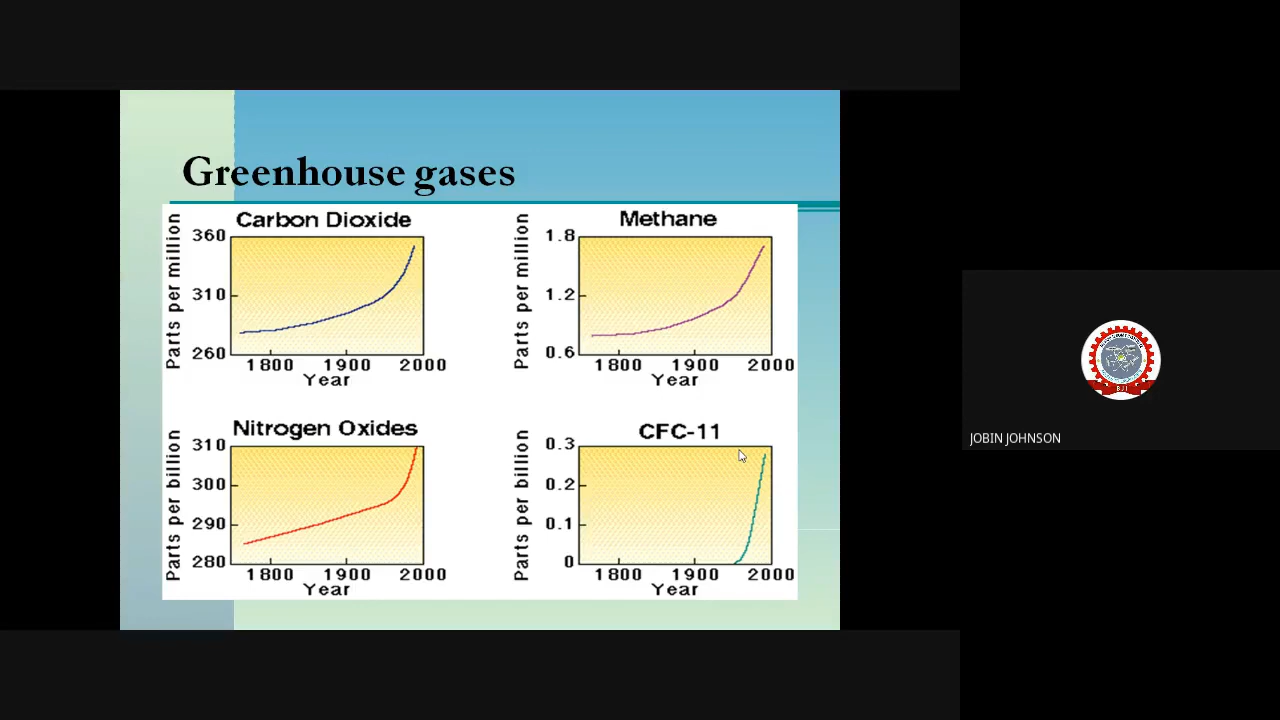 Greenhouse gases
Carbon Dioxide
Parts per million
360
310
260
1800 1900 2000
Year
Methane
Parts per million
1.8
1.2
0.6
1800 1900 2000
Year
Nitrogen Oxides
Parts per billion
310
300
290
280
1800 1900 2000
Year
CFC-11
Parts per billion
0.3
0.2
0.1
0
1800 1900 2000
Year
BJI
JOBIN JOHNSON